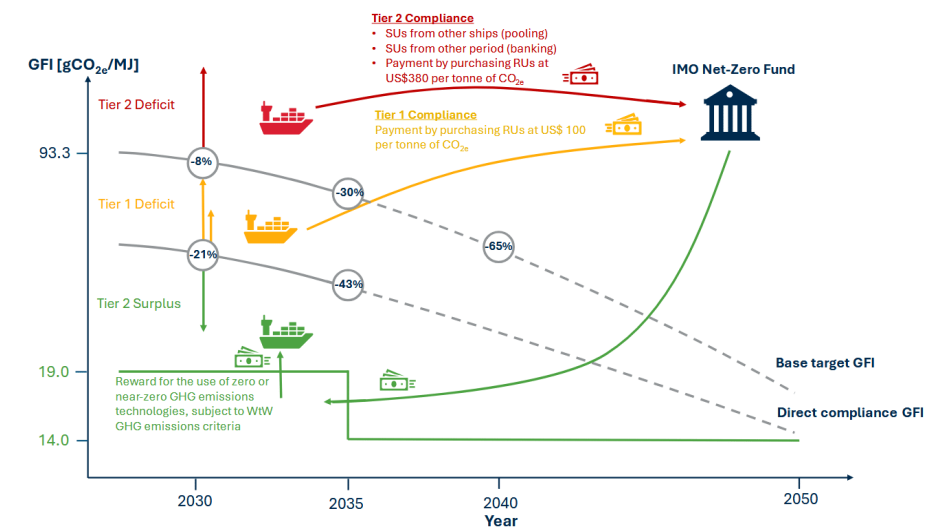 Tier 2 Compliance
• SUs from other ships (pooling)
• SUs from other period (banking)
• Payment by purchasing RUs at
US$380 per tonne of CO2e
GFI [gCO2e/MJ]
IMO Net-Zero Fund
Tier 2 Deficit
Tier 1 Compliance
Payment by purchasing RUs at US$ 100
per tonne of CO2e
93.3
-8%
-30%
Tier 1 Deficit
-65%
-21%
-43%
Tier 2 Surplus
Base target GFI
19.0
Reward for the use of zero or
near-zero GHG emissions
technologies, subject to WtW
GHG emissions criteria
Direct compliance GFI
14.0
2030
2035
2040
2050
Year